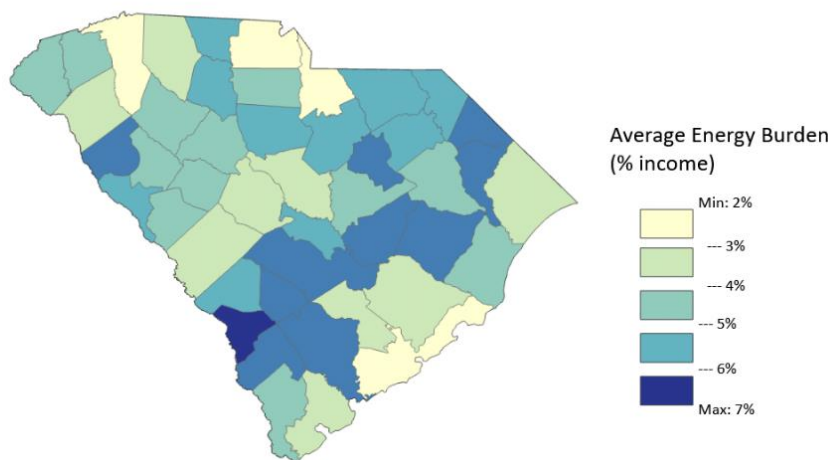 Average Energy Burden
(% income)
Min: 2%
--- 3%
--- 4%
--- 5%
--- 6%
Max: 7%